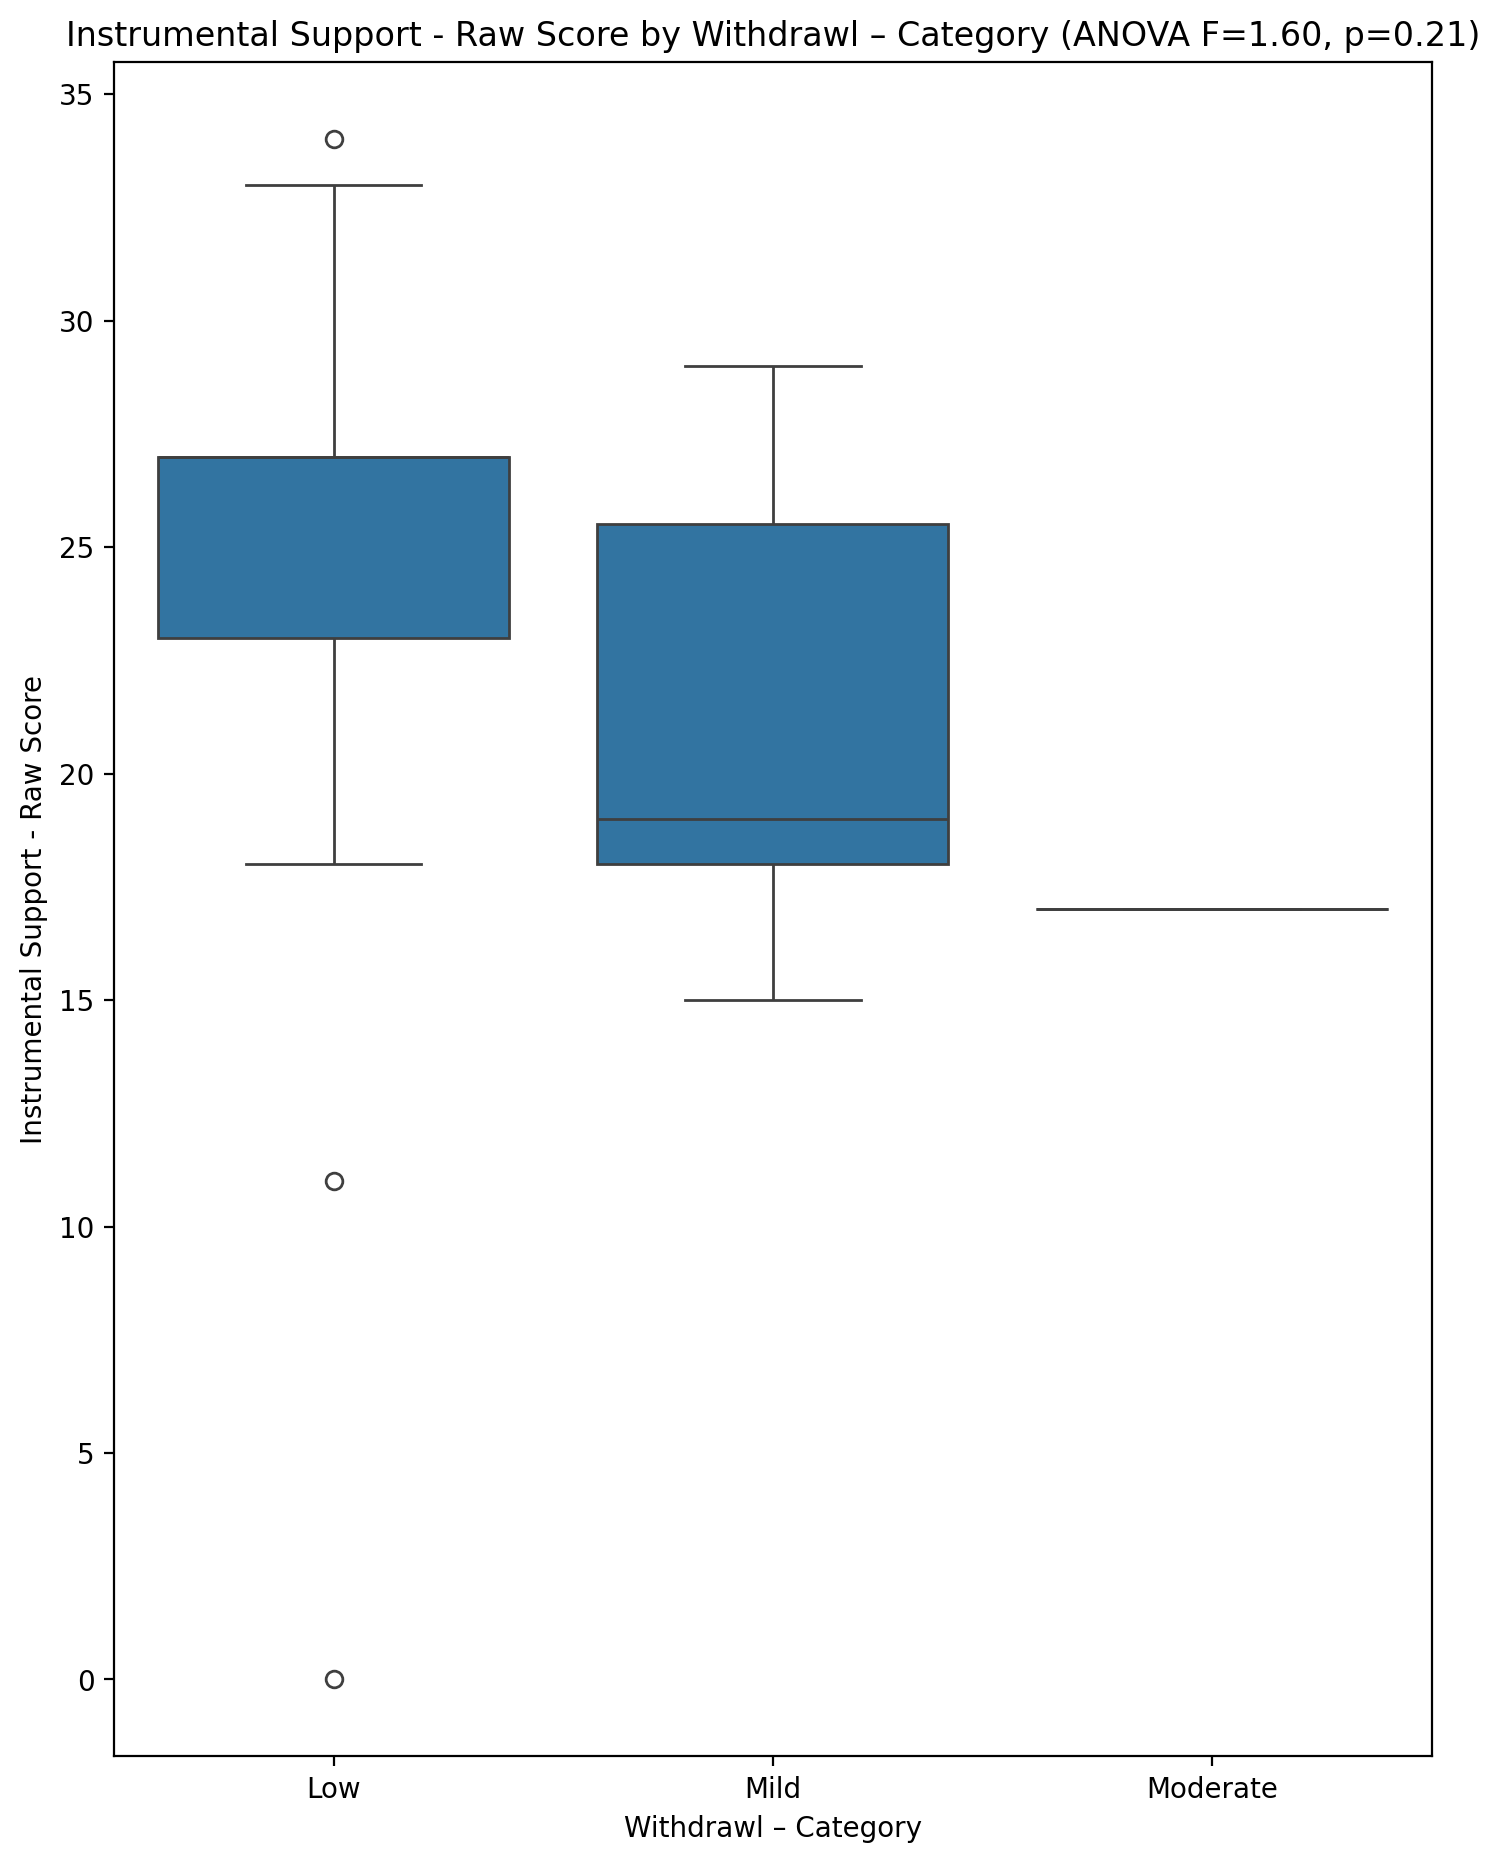 Instrumental Support - Raw Score by Withdrawl – Category (ANOVA F=1.60, p=0.21)
35
30
25
20
15
10
5
0
Instrumental Support - Raw Score
Low
Mild
Moderate
Withdrawl – Category